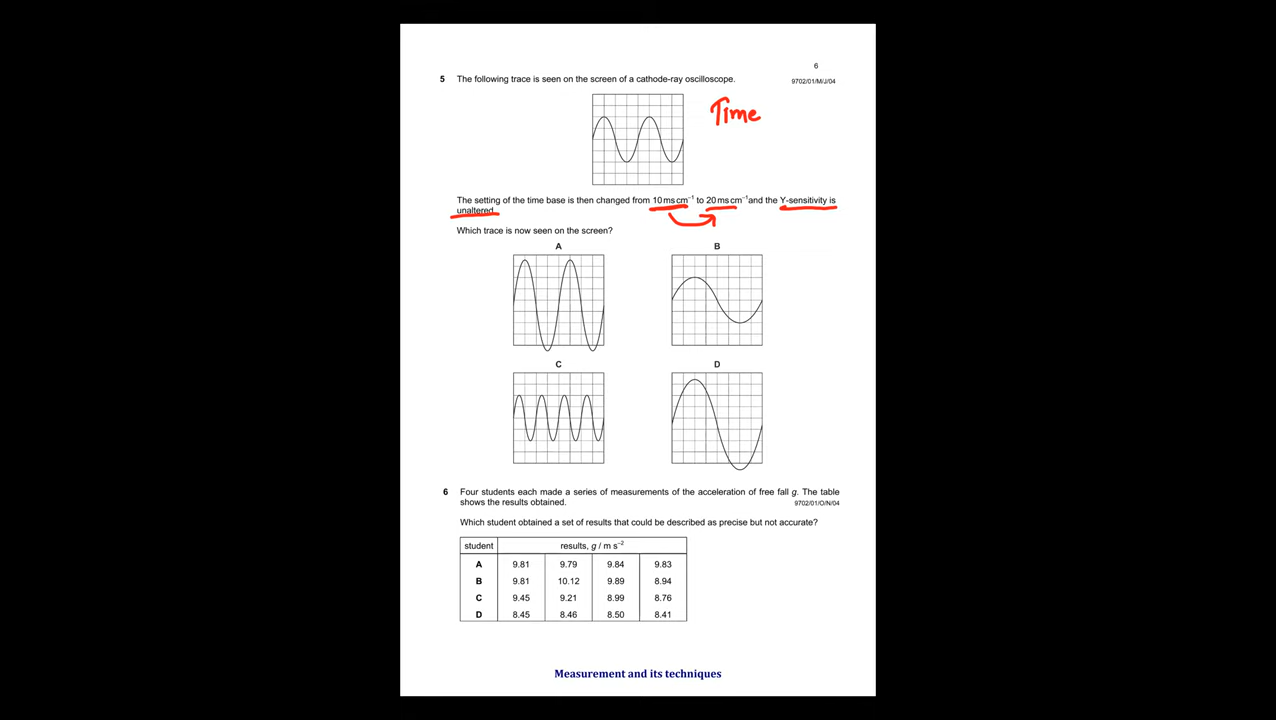 6
5 The following trace is seen on the screen of a cathode-ray oscilloscope.
9702/01/M/J/04
Time
The setting of the time base is then changed from 10 ms cm⁻¹ to 20 ms cm⁻¹and the Y-sensitivity is
unaltered.
Which trace is now seen on the screen?
A B
C D
6 Four students each made a series of measurements of the acceleration of free fall g. The table
shows the results obtained.
9702/01/O/N/04
Which student obtained a set of results that could be described as precise but not accurate?
student results, g / m s⁻²
A 9.81 9.79 9.84 9.83
B 9.81 10.12 9.89 8.94
C 9.45 9.21 8.99 8.76
D 8.45 8.46 8.50 8.41
Measurement and its techniques